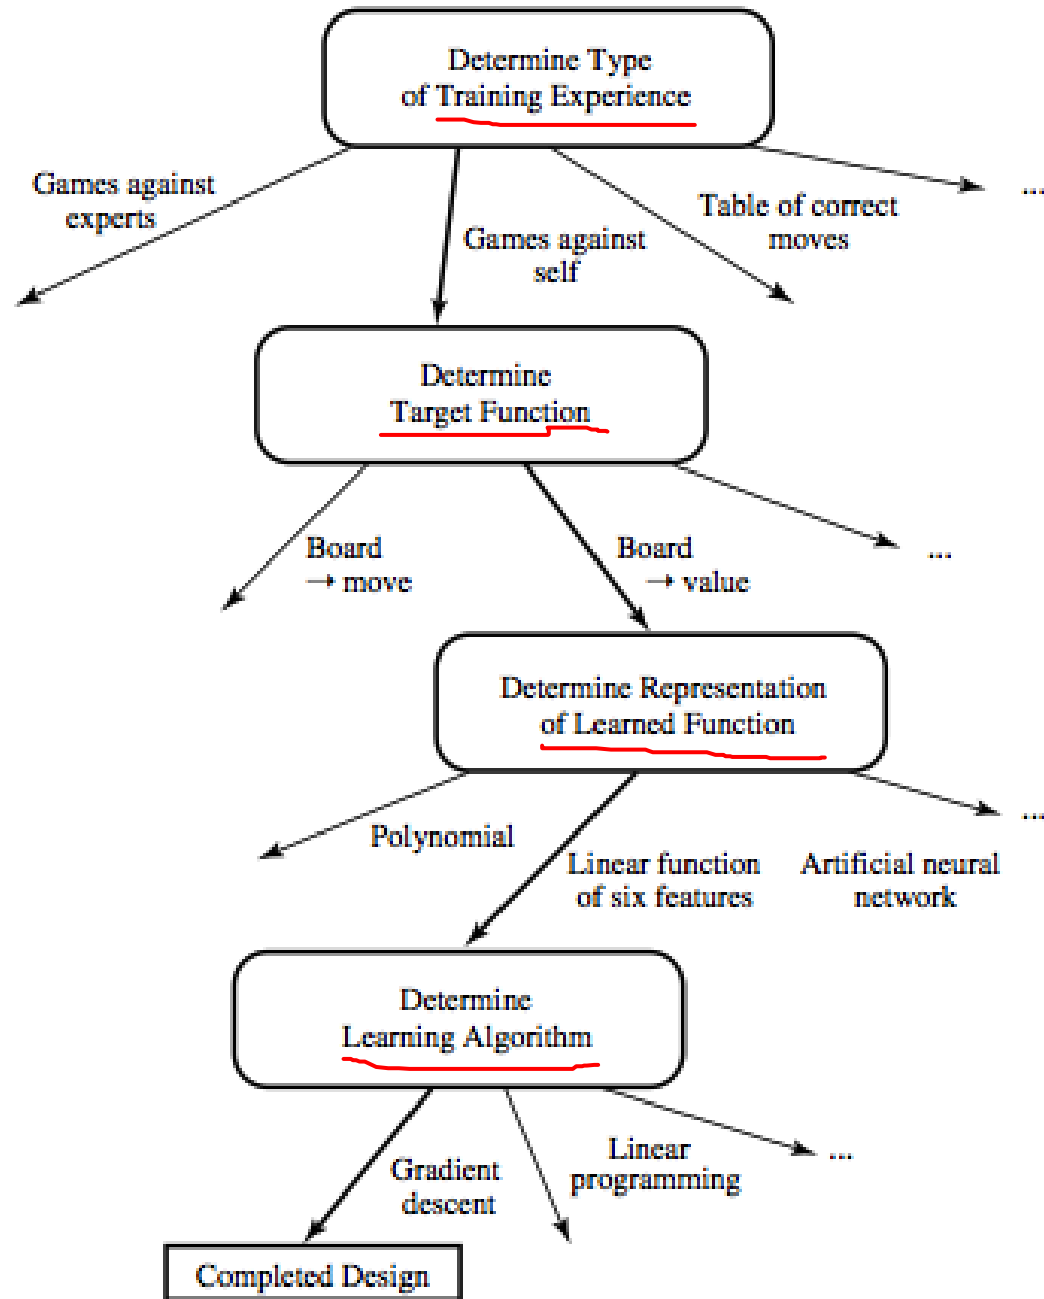 Determine Type
of Training Experience
Games against
experts
Games against
self
Table of correct
moves
...
Determine
Target Function
Board
→ move
Board
→ value
...
Determine Representation
of Learned Function
Polynomial
Linear function
of six features
Artificial neural
network
...
Determine
Learning Algorithm
Gradient
descent
Linear
programming
...
Completed Design